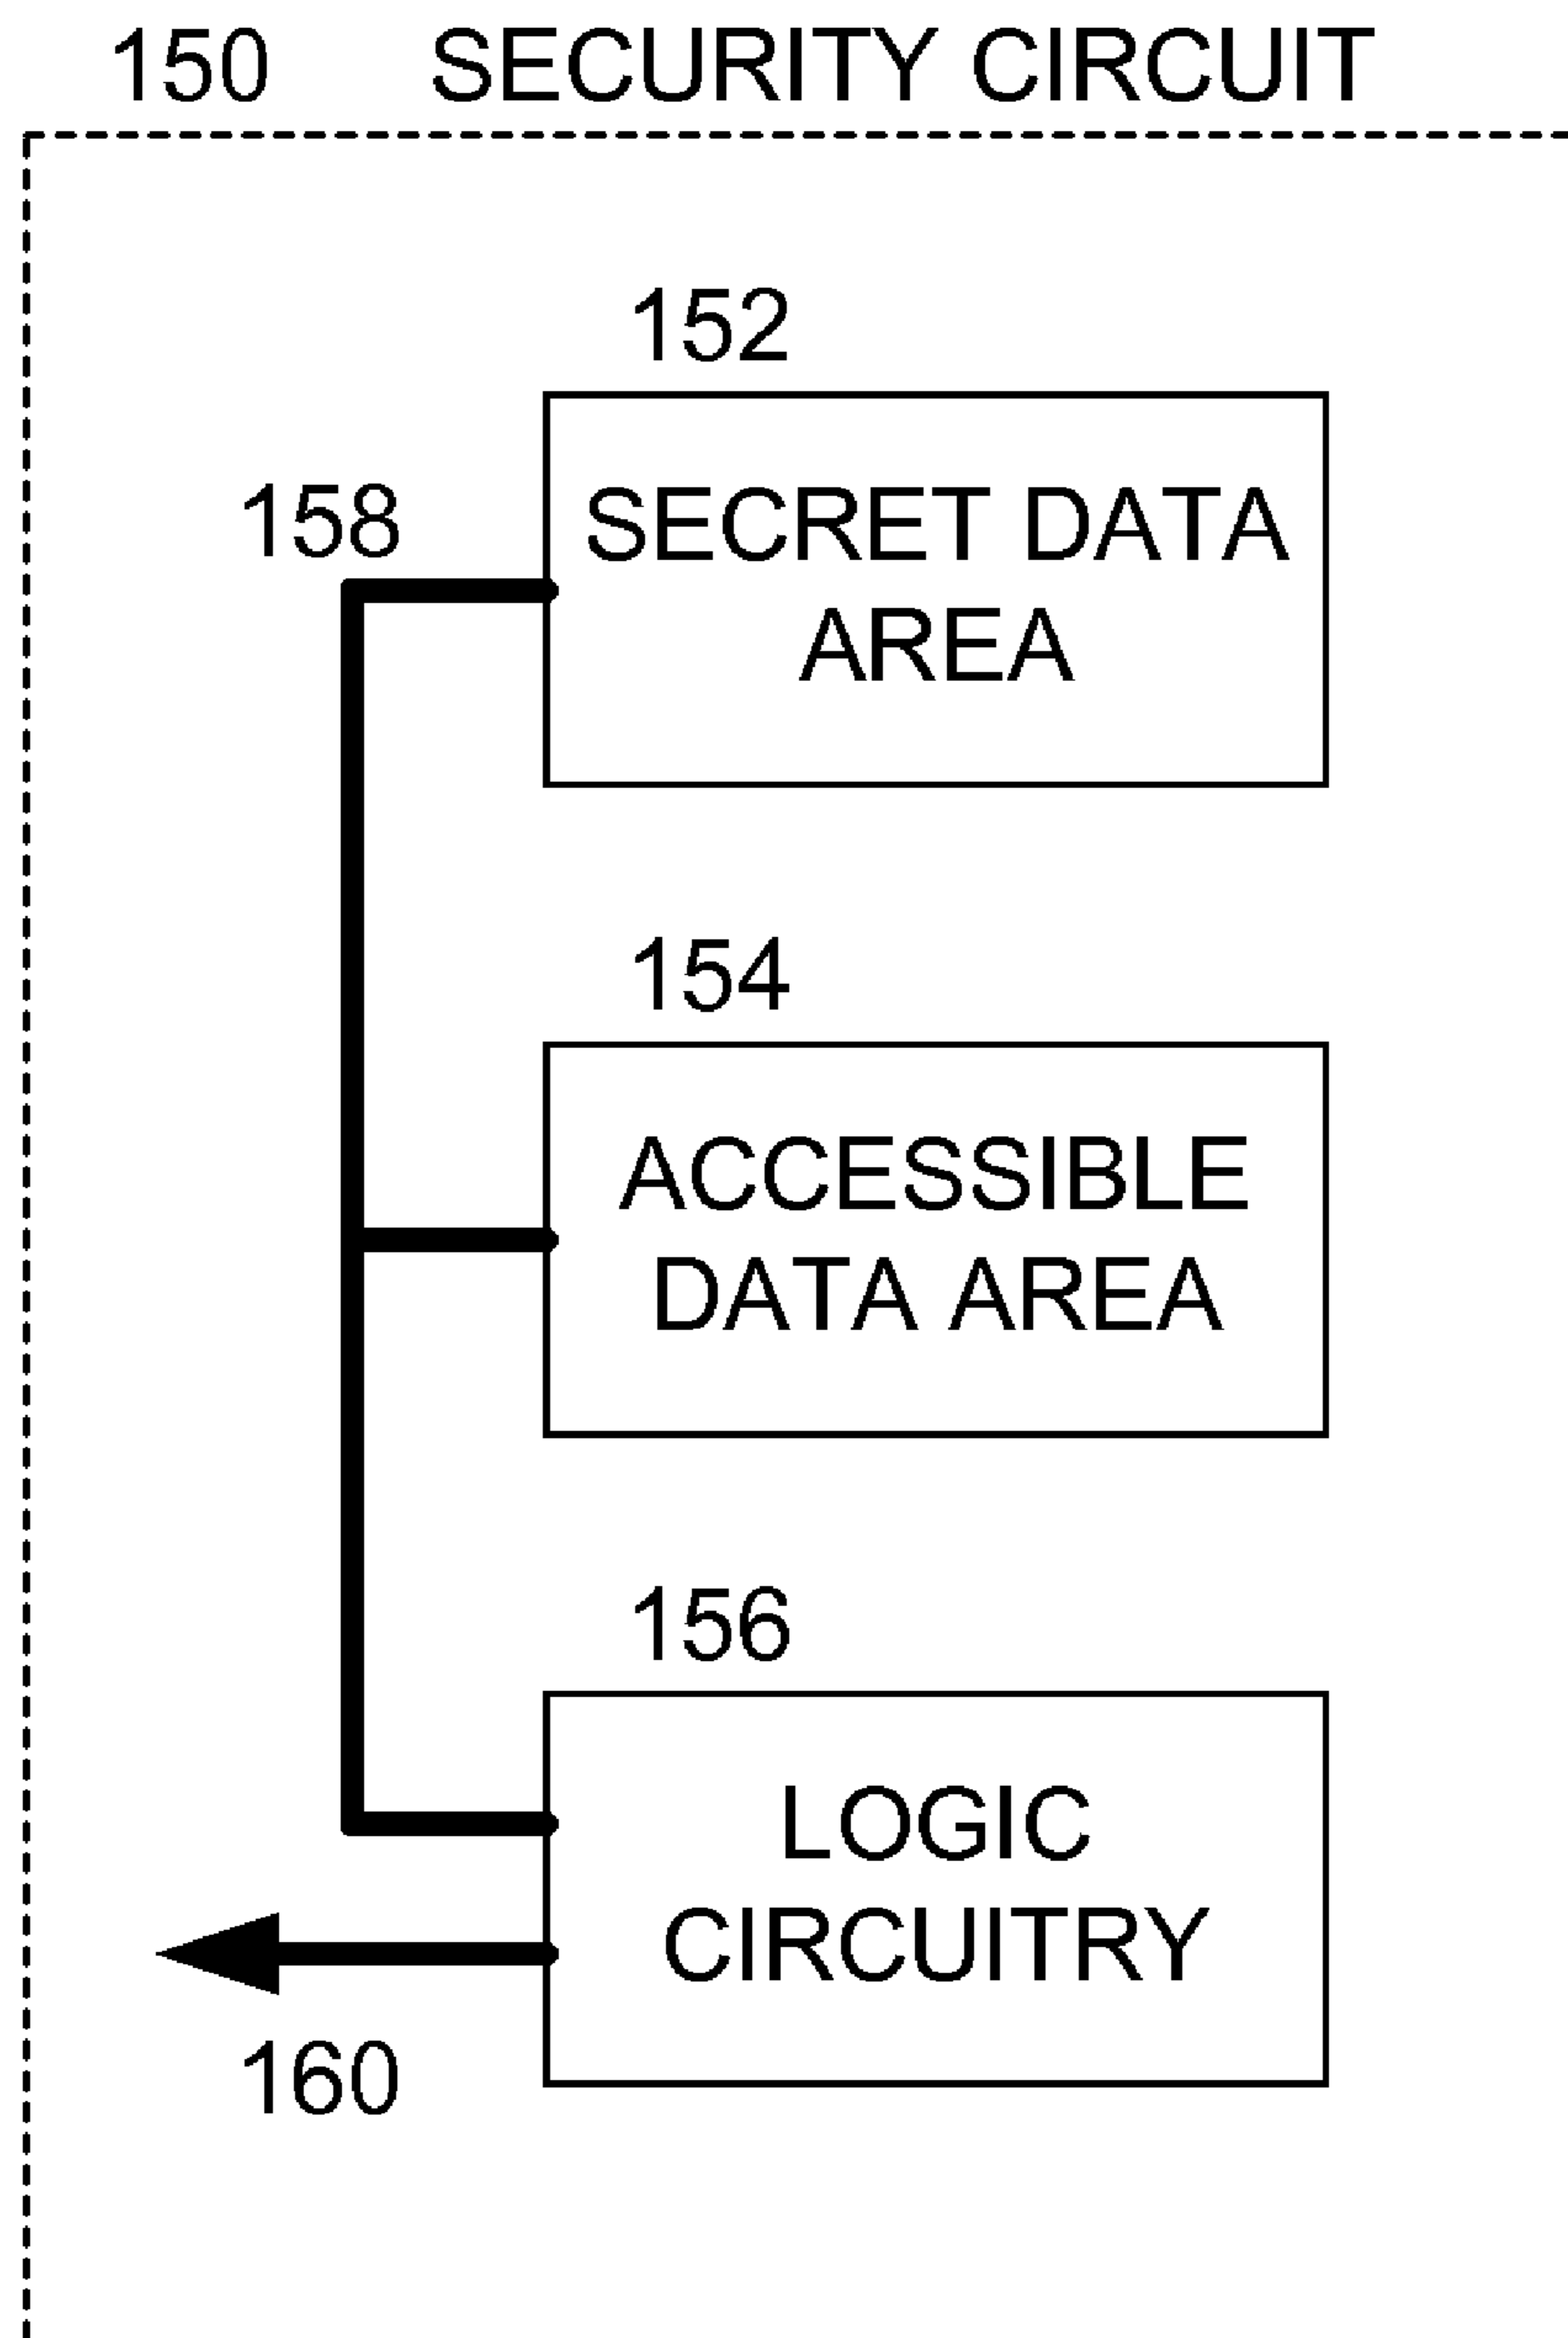 150 SECURITY CIRCUIT
152
158
SECRET DATA
AREA
154
ACCESSIBLE
DATA AREA
156
LOGIC
CIRCUITRY
160